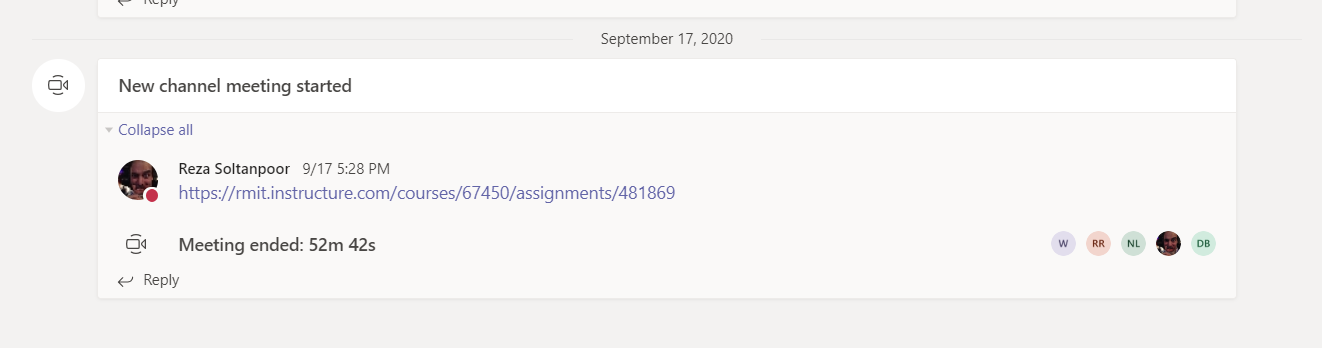 Reply
September 17, 2020
New channel meeting started
Collapse all
Reza Soltanpoor 9/17 5:28 PM
https://rmit.instructure.com/courses/67450/assignments/481869
Meeting ended: 52m 42s W RR NL DB
Reply